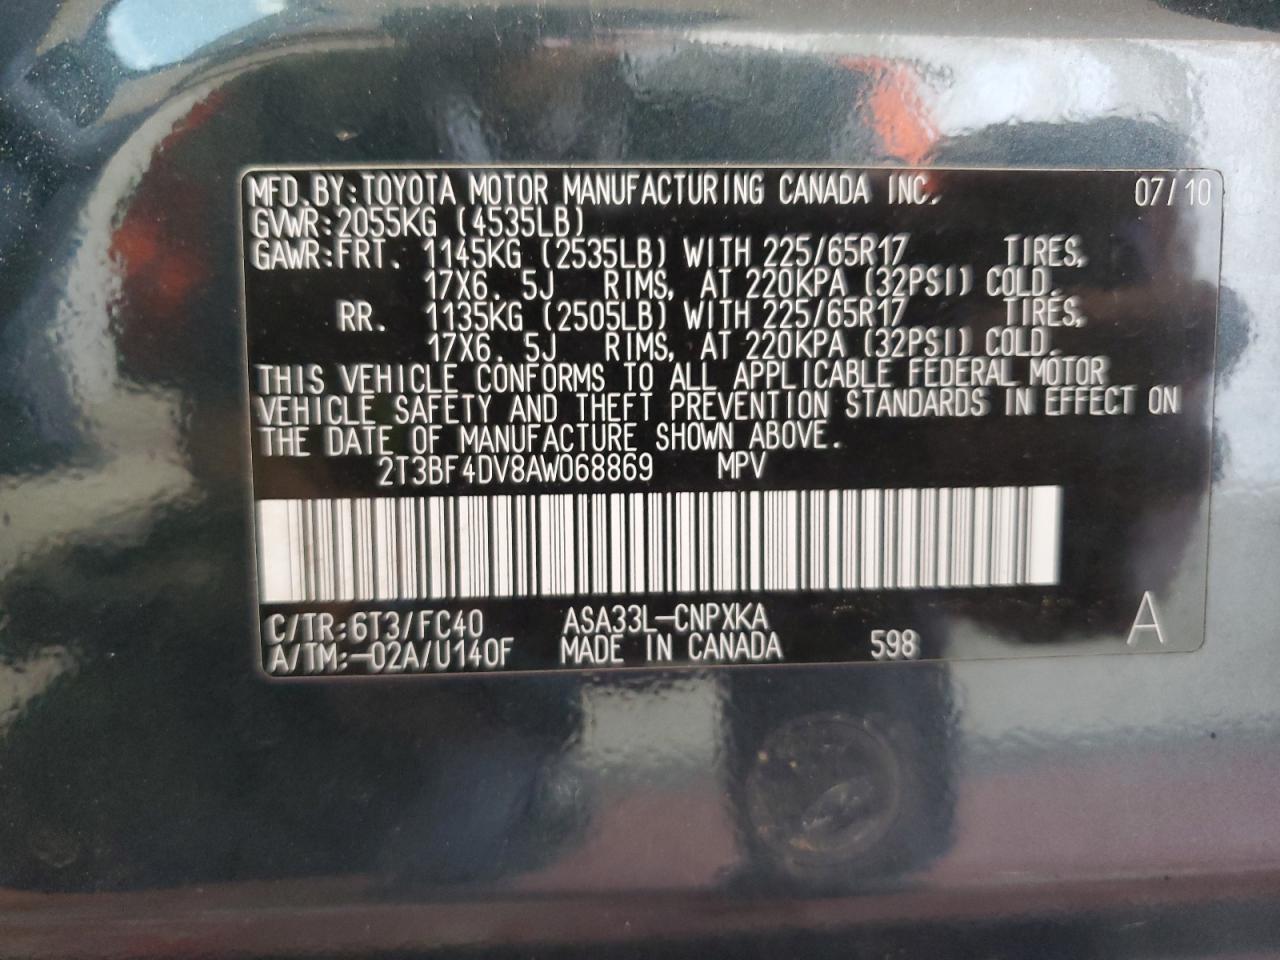 MFD. BY: TOYOTA MOTOR MANUFACTURING CANADA INC. 07/10
GVWR: 2055KG (4535LB)
GAWR: FRT. 1145KG (2535LB) WITH 225/65R17 TIRES,
17X6. 5J RIMS, AT 220KPA (32PSI) COLD.
RR. 1135KG (2505LB) WITH 225/65R17 TIRES,
17X6. 5J RIMS, AT 220KPA (32PSI) COLD.
THIS VEHICLE CONFORMS TO ALL APPLICABLE FEDERAL MOTOR
VEHICLE SAFETY AND THEFT PREVENTION STANDARDS IN EFFECT ON
THE DATE OF MANUFACTURE SHOWN ABOVE.
2T3BF4DV8AW068869 MPV
C/TR: 6T3/FC40 ASA33L-CNPXKA A
A/TM: -02A/U140F MADE IN CANADA 598